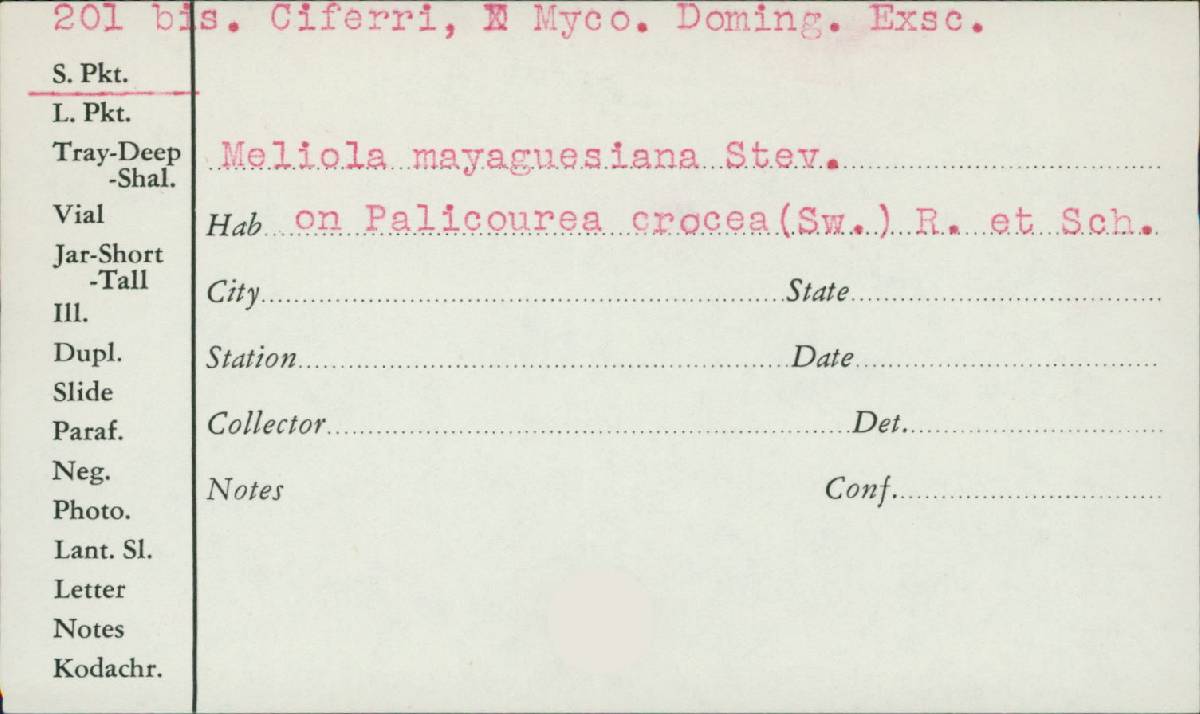 201 bis. Ciferri, Myco. Doming. Exsc.
S. Pkt.
L. Pkt.
Tray-Deep
-Shal.
Meliola mayaguesiana Stev.
Vial
Hab on Palicourea crocea(Sw.) R. et Sch.
Jar-Short
-Tall
City State
Ill.
Dupl.
Station Date
Slide
Paraf.
Collector Det.
Neg.
Notes Conf.
Photo.
Lant. Sl.
Letter
Notes
Kodachr.